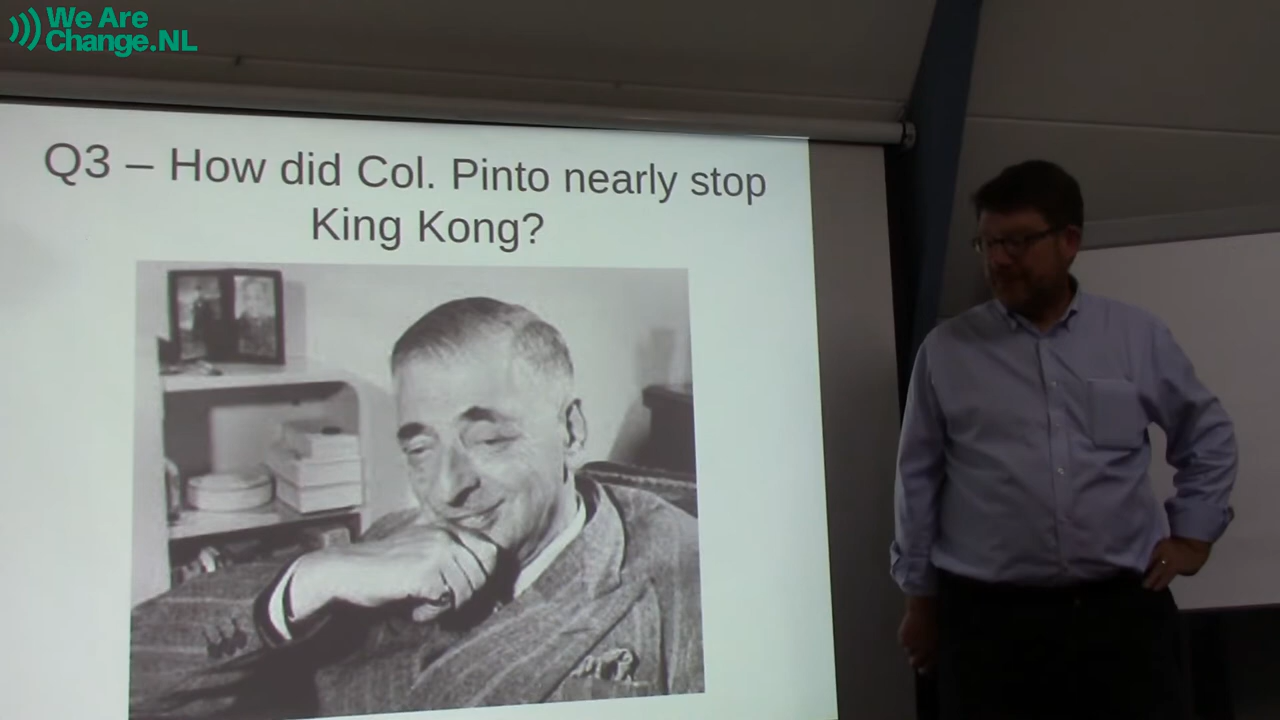 We Are
Change.NL
Q3 – How did Col. Pinto nearly stop
King Kong?